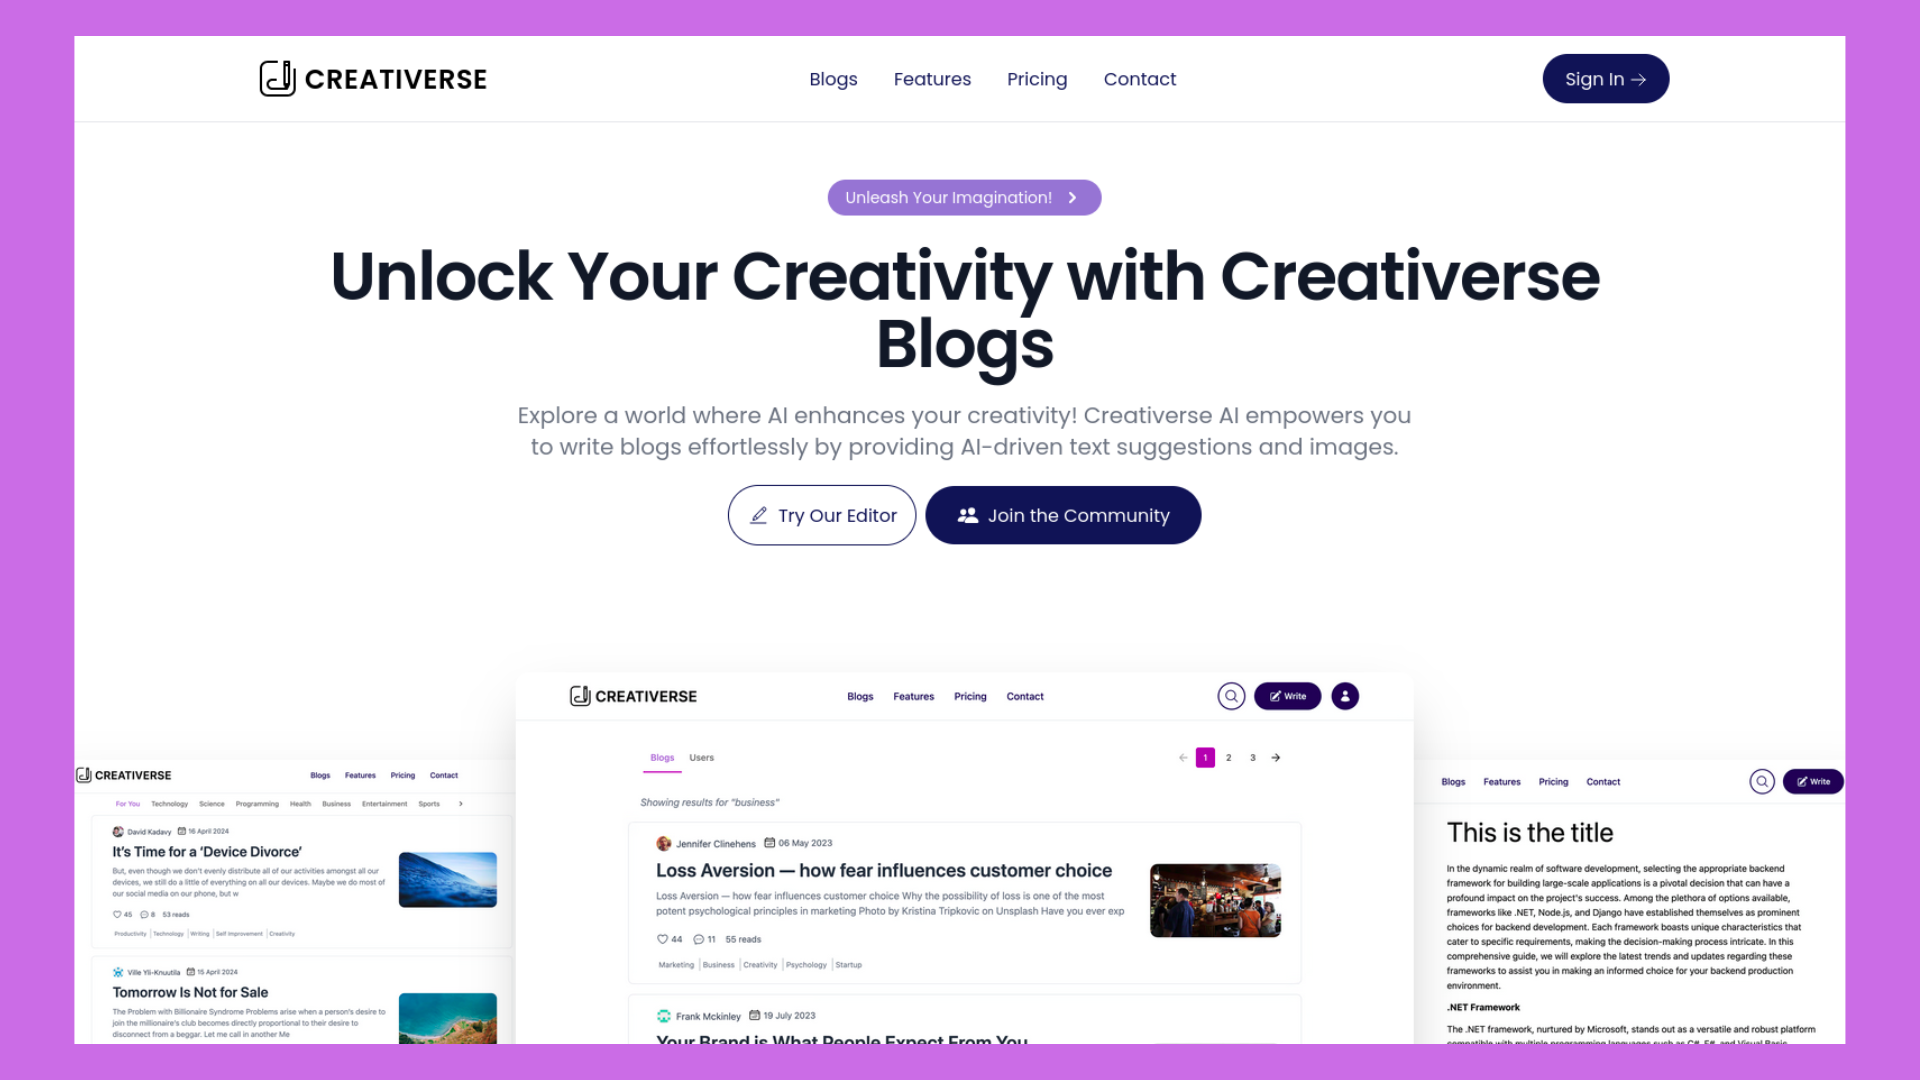 CREATIVERSE
Blogs Features Pricing Contact
Sign In →
Unleash Your Imagination!
Unlock Your Creativity with Creativerse
Blogs
Explore a world where AI enhances your creativity! Creativerse AI empowers you
to write blogs effortlessly by providing AI-driven text suggestions and images.
Try Our Editor
Join the Community
CREATIVERSE
Blogs Features Pricing Contact
For You Technology Science Programming Health Business Entertainment Sports
David Kadavy 16 April 2024
It's Time for a ‘Device Divorce’
But, even though we don't evenly distribute all of our activities amongst all our
devices, we still do a little of everything on all our devices. Maybe we do most of
our social media on our phone, but w
45 8 53 reads
Productivity Technology Writing Self Improvement Creativity
Ville Yli-Knuutila 15 April 2024
Tomorrow Is Not for Sale
The Problem with Billionaire Syndrome Problems arise when a person's desire to
join the millionaire's club becomes directly proportional to their desire to
disconnect from a beggar. Let me call in another Me
CREATIVERSE
Blogs Features Pricing Contact
Write
Blogs Users
← 1 2 3 →
Showing results for "business"
Jennifer Clinehens 06 May 2023
Loss Aversion — how fear influences customer choice
Loss Aversion — how fear influences customer choice Why the possibility of loss is one of the most
potent psychological principles in marketing Photo by Kristina Tripkovic on Unsplash Have you ever exp
44 11 55 reads
Marketing Business Creativity Psychology Startup
Frank Mckinley 19 July 2023
Your Brand is What People Expect From You
Blogs Features Pricing Contact
Write
This is the title
In the dynamic realm of software development, selecting the appropriate backend
framework for building large-scale applications is a pivotal decision that can have a
profound impact on the project's success. Among the plethora of options available,
frameworks like .NET, Node.js, and Django have established themselves as prominent
choices for backend development. Each framework boasts unique characteristics that
cater to specific requirements, making the decision-making process intricate. In this
comprehensive guide, we will explore the latest trends and updates regarding these
frameworks to assist you in making an informed choice for your backend production
environment.
.NET Framework
The .NET framework, nurtured by Microsoft, stands out as a versatile and robust platform
compatible with multiple programming languages such as C#, F#, and Visual Basic